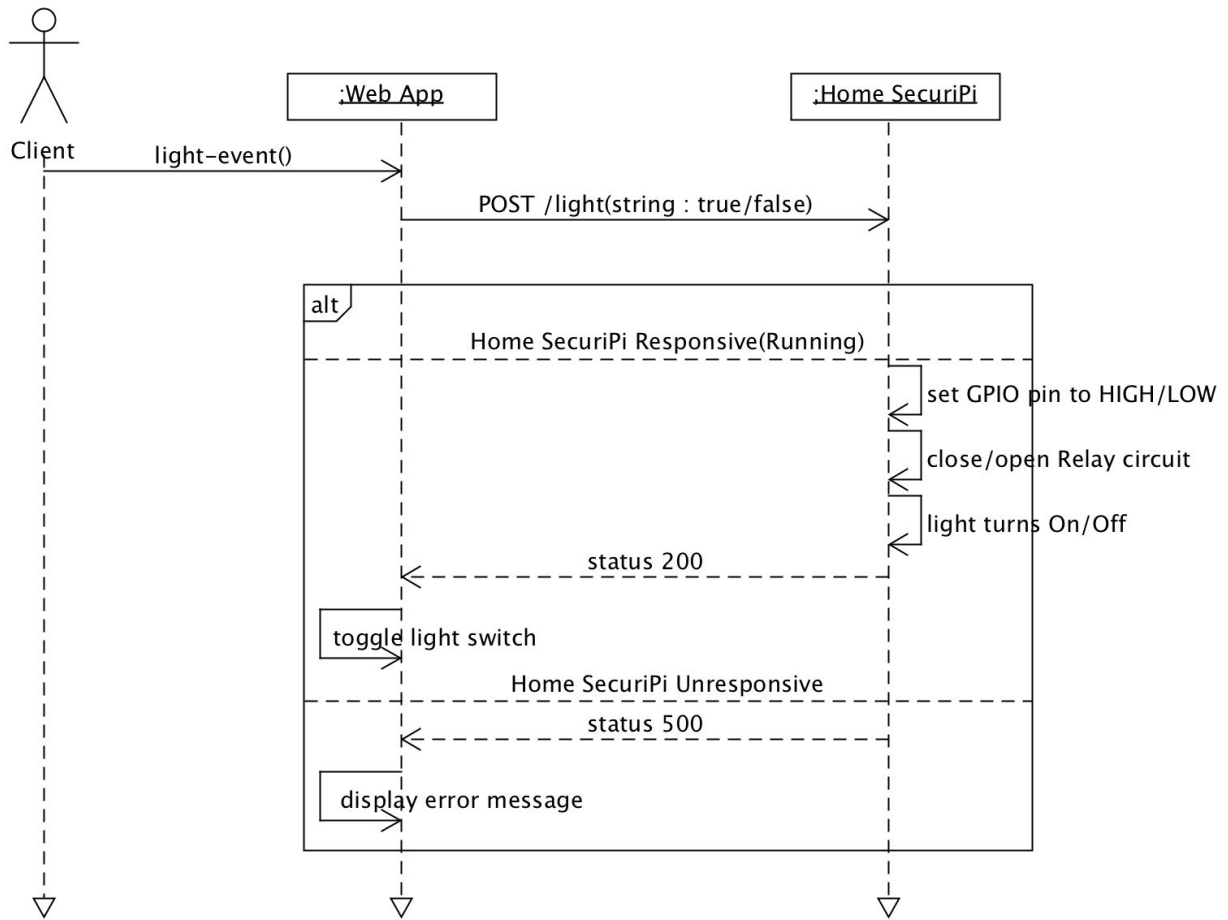 ;Web App
;Home SecuriPi
Client
light-event()
POST /light(string : true/false)
alt
Home SecuriPi Responsive(Running)
set GPIO pin to HIGH/LOW
close/open Relay circuit
light turns On/Off
status 200
toggle light switch
Home SecuriPi Unresponsive
status 500
display error message